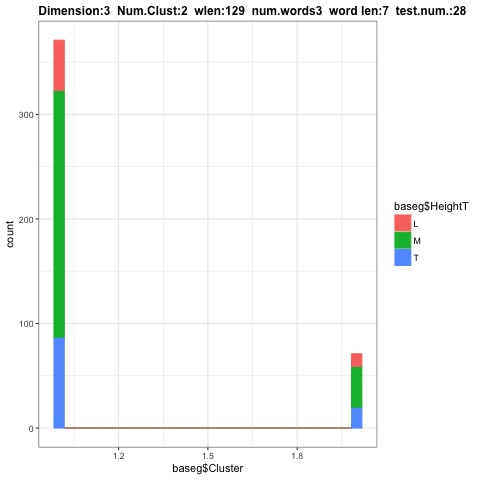 Dimension:3 Num.Clust:2 wlen:129 num.words3 word len:7 test.num.:28
300
200
100
0
count
1.2 1.5 1.8
baseg$Cluster
baseg$HeightT
L
M
T